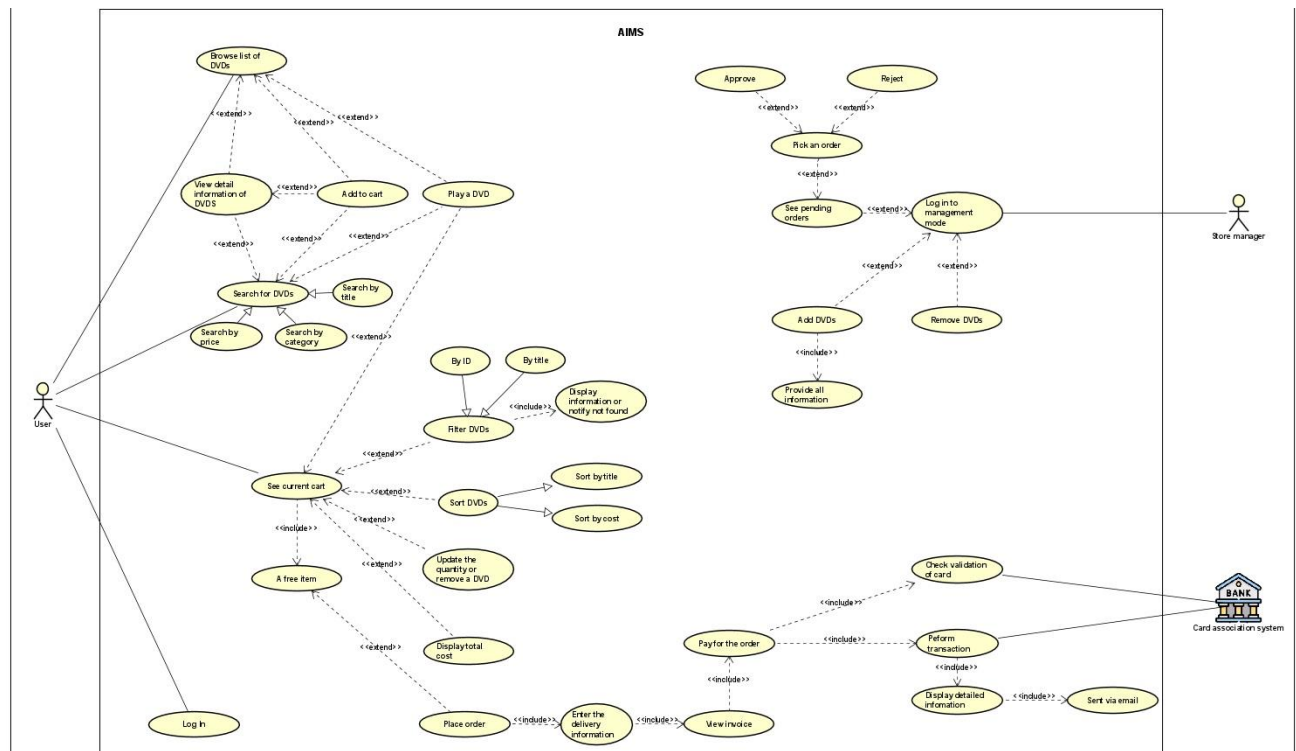 AIMS
Browse list of
DVDs
Approve
Reject
<<extend>>
<<extend>>
<<extend>>
<<extend>>
<<extend>>
Pick an order
<<extend>>
View detail
information of
DVDS
<<extend>>
Add to cart
Play a DVD
See pending
orders
<<extend>>
Log in to
management
mode
Store manager
<<extend>>
<<extend>>
<<extend>>
<<extend>>
<<extend>>
Search for DVDs
Search by
title
Search by
price
Search by
category
Add DVDs
Remove DVDs
<<extend>>
<<include>>
By ID
By title
Provide all
information
User
<<include>>
Display
information or
notify not found
Filter DVDs
<<extend>>
See current cart
<<extend>>
Sort DVDs
Sort by title
Sort by cost
<<include>>
<<extend>>
A free item
<<extend>>
Update the
quantity or
remove a DVD
Check validation
of card
BANK
Card association system
<<include>>
<<extend>>
Display total
cost
Pay for the order
<<include>>
Peform
transaction
<<include>>
<<include>>
Log In
Place order
<<include>>
Enter the
delivery
information
<<include>>
View invoice
Display detailed
infomation
<<include>>
Sent via email